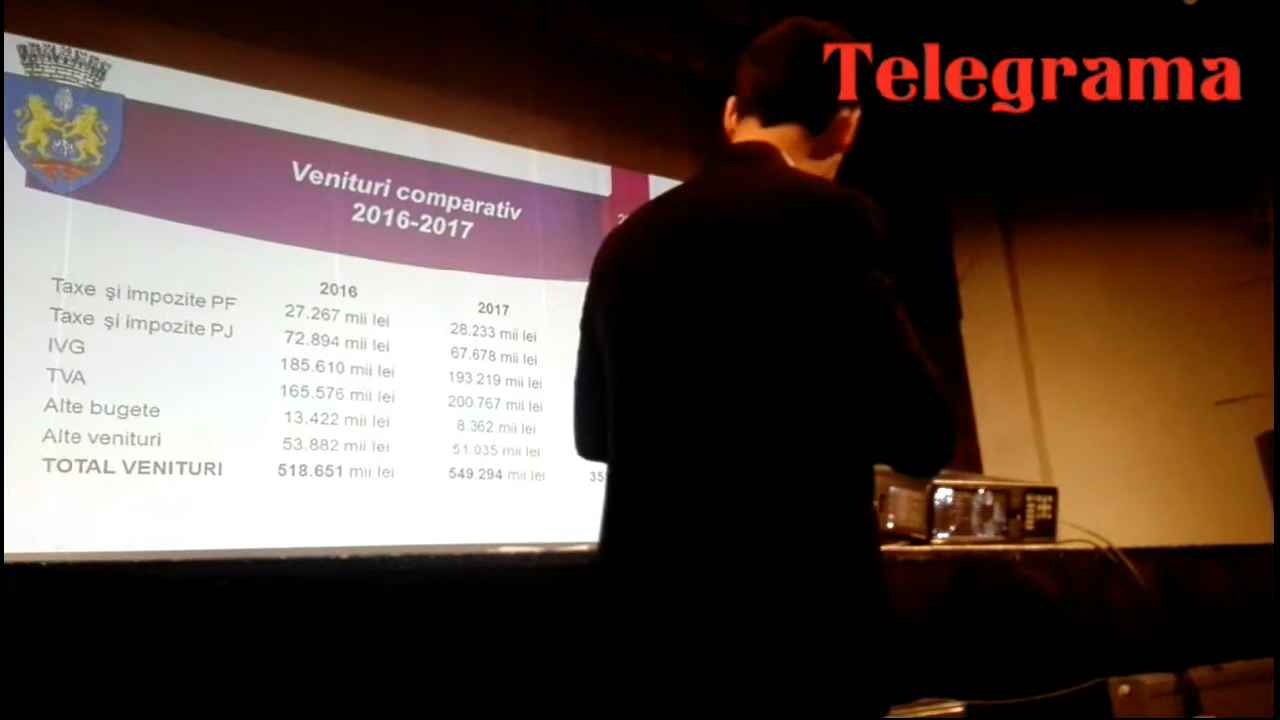 Telegrama
Venituri comparativ
2016-2017
2016 2017
Taxe şi impozite PF 27.267 mii lei 28.233 mii lei
Taxe şi impozite PJ 72.894 mii lei 67.678 mii lei
IVG 185.610 mii lei 193 219 mii lei
TVA 165.576 mii lei 200.767 mii lei
Alte bugete 13.422 mii lei 8.362 mii lei
Alte venituri 53.882 mii lei 51.035 mii lei
TOTAL VENITURI 518.651 mii lei 549.294 mii lei 35